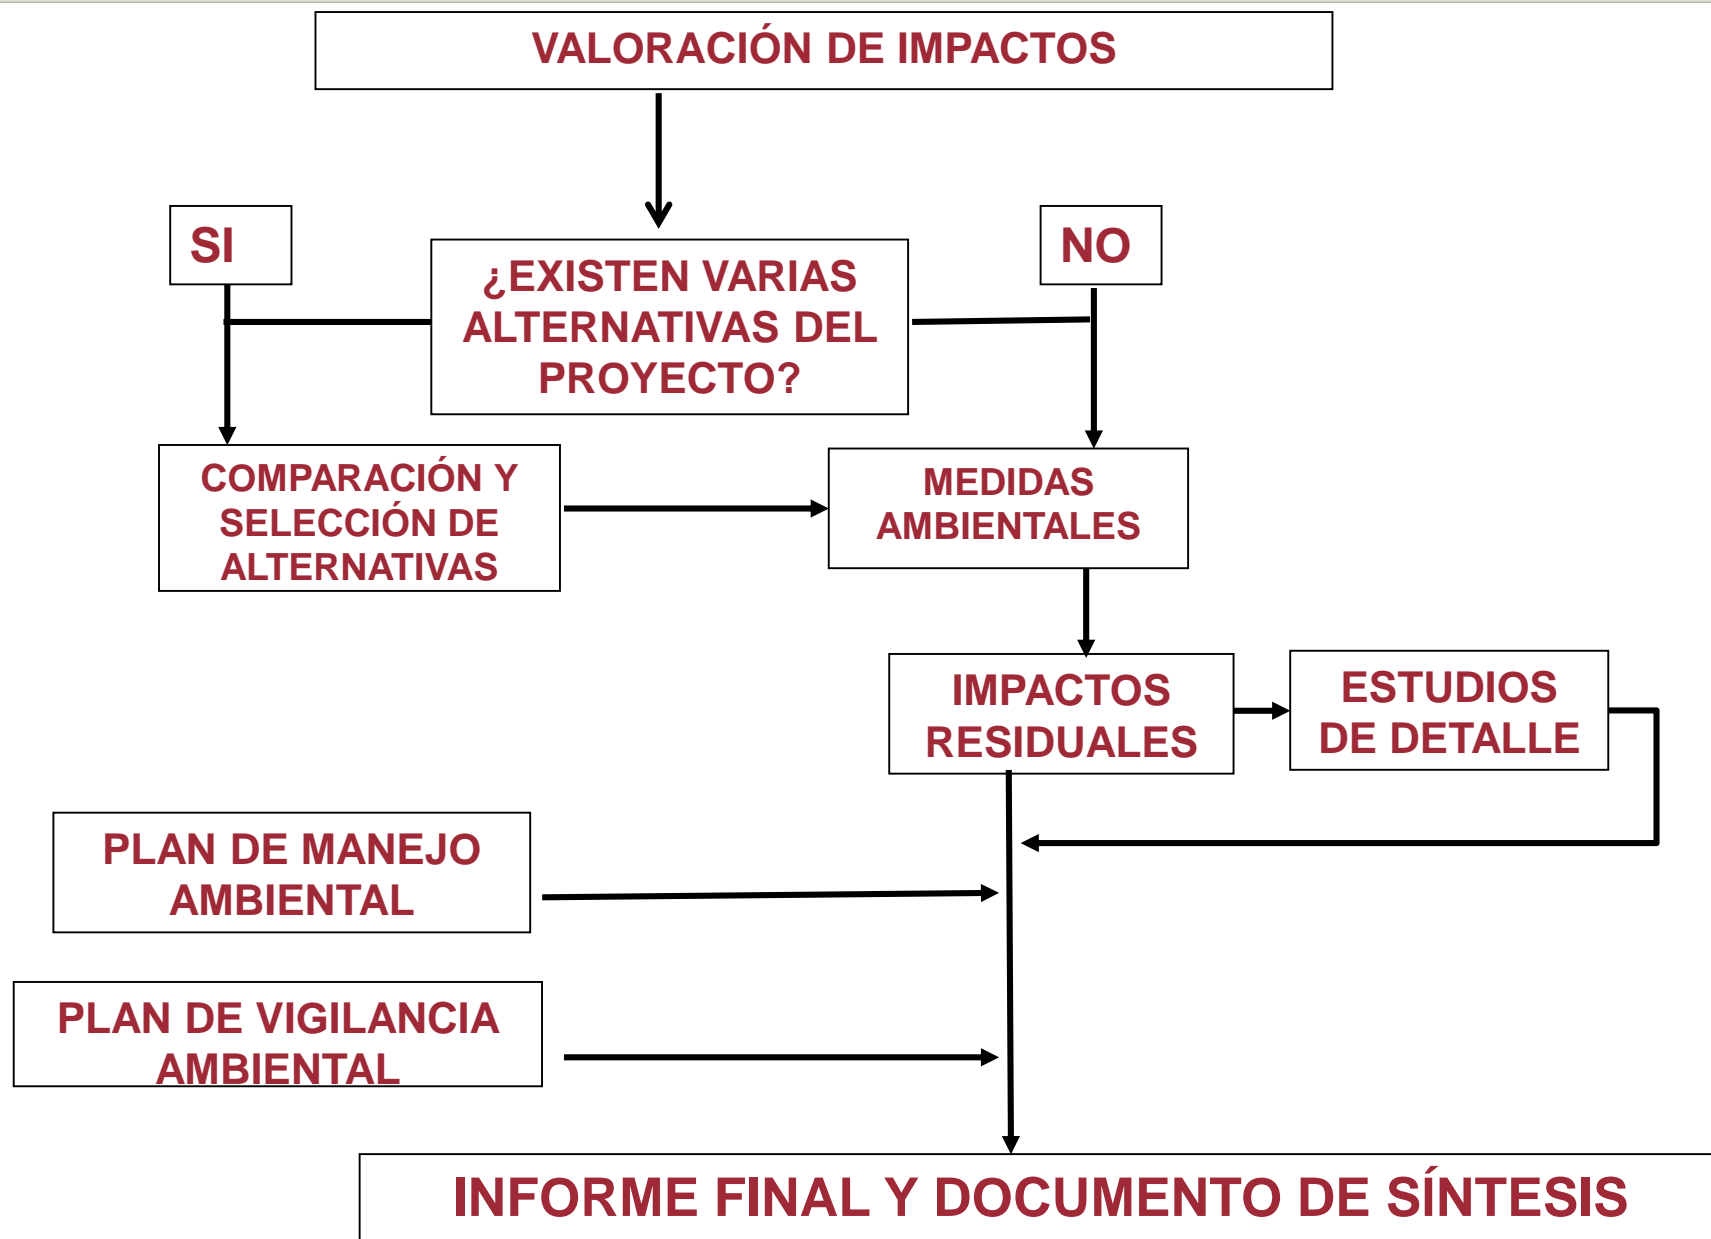 VALORACIÓN DE IMPACTOS
SI
NO
¿EXISTEN VARIAS
ALTERNATIVAS DEL
PROYECTO?
COMPARACIÓN Y
SELECCIÓN DE
ALTERNATIVAS
MEDIDAS
AMBIENTALES
IMPACTOS
RESIDUALES
ESTUDIOS
DE DETALLE
PLAN DE MANEJO
AMBIENTAL
PLAN DE VIGILANCIA
AMBIENTAL
INFORME FINAL Y DOCUMENTO DE SÍNTESIS